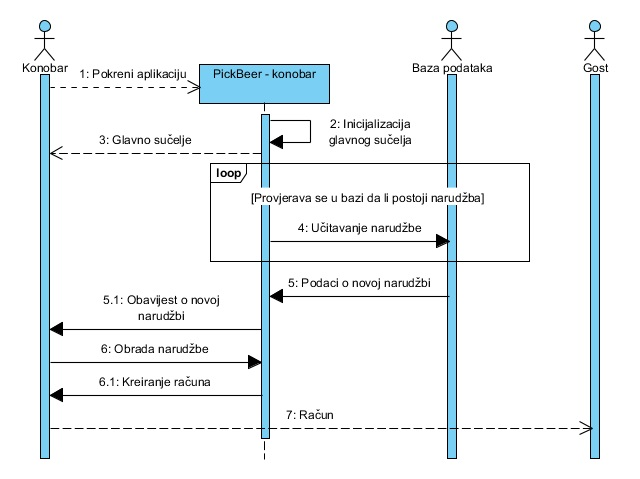 Konobar
Baza podataka
Gost
1: Pokreni aplikaciju
PickBeer - konobar
2: Inicijalizacija
glavnog sučelja
3: Glavno sučelje
loop
[Provjerava se u bazi da li postoji narudžba]
4: Učitavanje narudžbe
5: Podaci o novoj narudžbi
5.1: Obavijest o novoj
narudžbi
6: Obrada narudžbe
6.1: Kreiranje računa
7: Račun